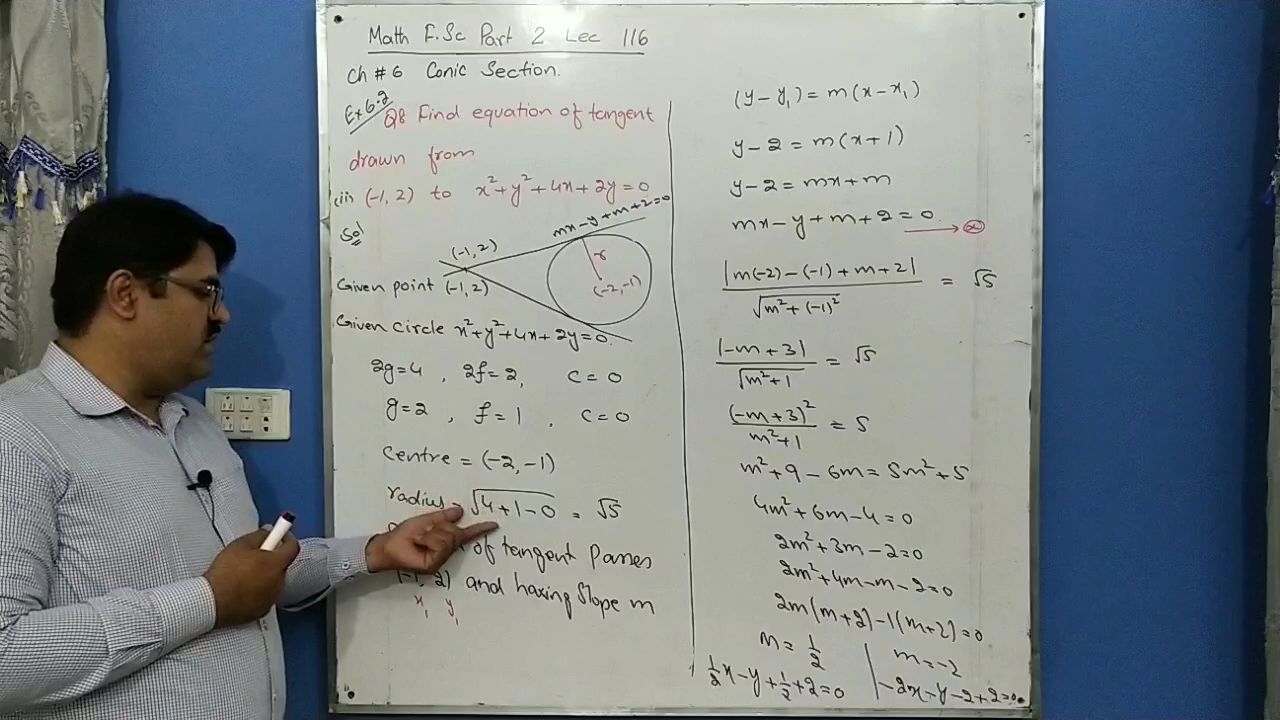 Math F.Sc Part 2 Lec 116
Ch # 6 Conic Section.
Ex 6.2
Q8 Find equation of tangent
drawn from
(ii) (-1, 2) to x²+y²+4x+2y=0
Sol
mx-y+m+2=0
(-1, 2)
r
(-2, -1)
Given point (-1, 2)
Given Circle x²+y²+4x+2y=0.
2g=4 , 2f=2, c=0
g=2 , f=1 , c=0
Centre = (-2, -1)
radius = √4+1-0 = √5
of tangent passes
(-1, 2) and having slope m
x₁ y₁
(y-y₁) = m(x-x₁)
y-2 = m(x+1)
y-2 = mx+m
mx-y+m+2=0. → ⊗
|m(-2)-(-1)+m+2| / √m²+(-1)² = √5
|-m+3| / √m²+1 = √5
(-m+3)² / m²+1 = 5
m²+9-6m = 5m²+5
4m²+6m-4=0
2m²+3m-2=0
2m²+4m-m-2=0
2m(m+2)-1(m+2)=0
m = 1/2 | m=-2
1/2x-y+1/2+2=0 | -2x-y-2+2=0.